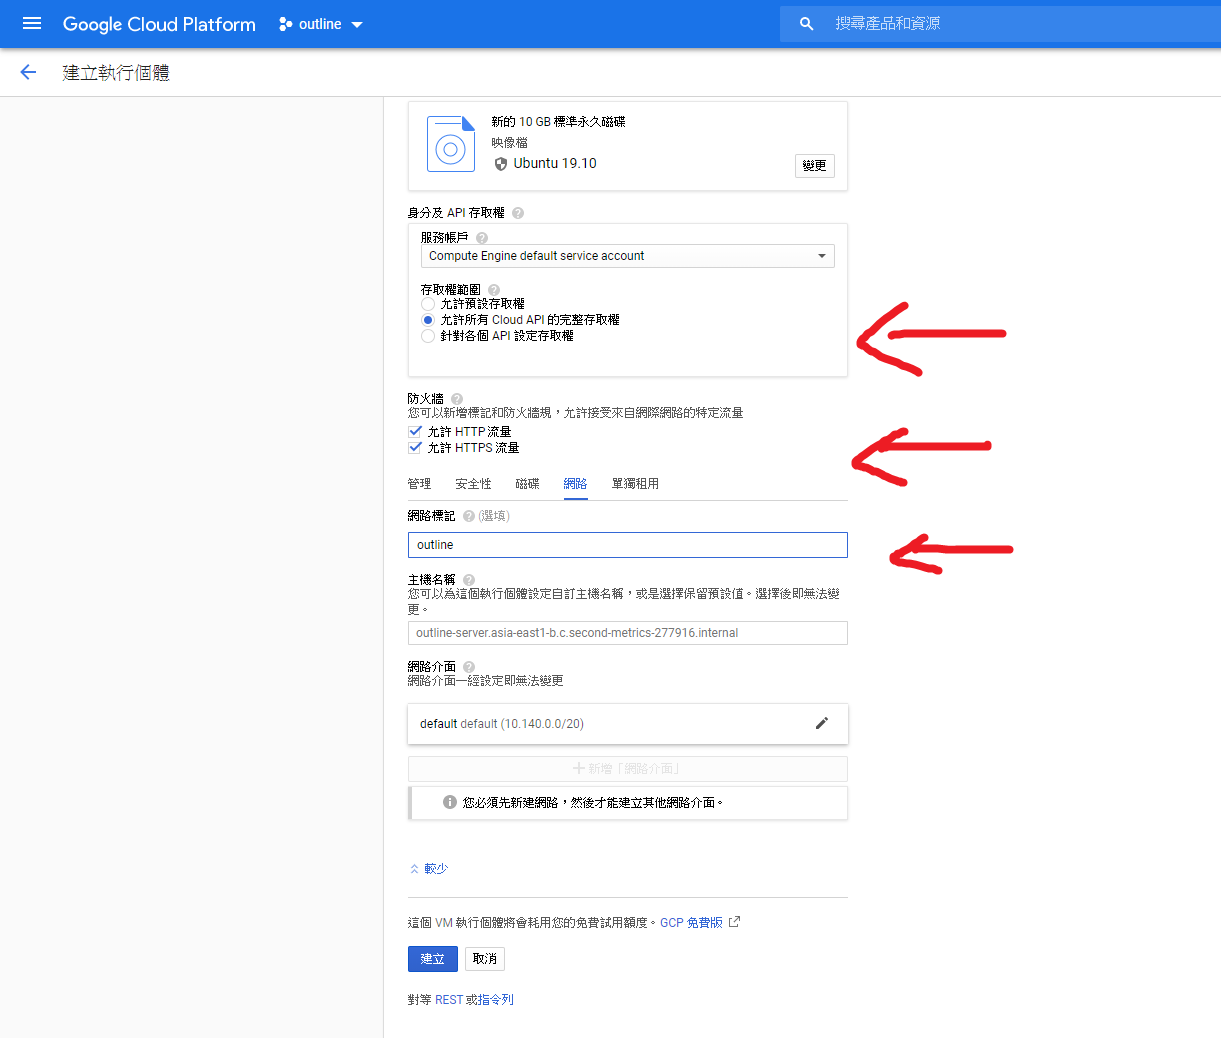 Google Cloud Platform
outline
搜尋產品和資源
建立執行個體
新的 10 GB 標準永久磁碟
映像檔
Ubuntu 19.10
變更
身分及 API 存取權
服務帳戶
Compute Engine default service account
存取權範圍
允許預設存取權
允許所有 Cloud API 的完整存取權
針對各個 API 設定存取權
防火牆
您可以新增標記和防火牆規,允許接受來自網際網路的特定流量
允許 HTTP 流量
允許 HTTPS 流量
管理 安全性 磁碟 網路 單獨租用
網路標記 (選填)
outline
主機名稱
您可以為這個執行個體設定自訂主機名稱,或是選擇保留預設值。選擇後即無法變
更。
outline-server.asia-east1-b.c.second-metrics-277916.internal
網路介面
網路介面一經設定即無法變更
default default (10.140.0.0/20)
新增「網路介面」
您必須先新建網路,然後才能建立其他網路介面。
較少
這個 VM 執行個體將會耗用您的免費試用額度。GCP 免費版
建立 取消
對等 REST 或指令列